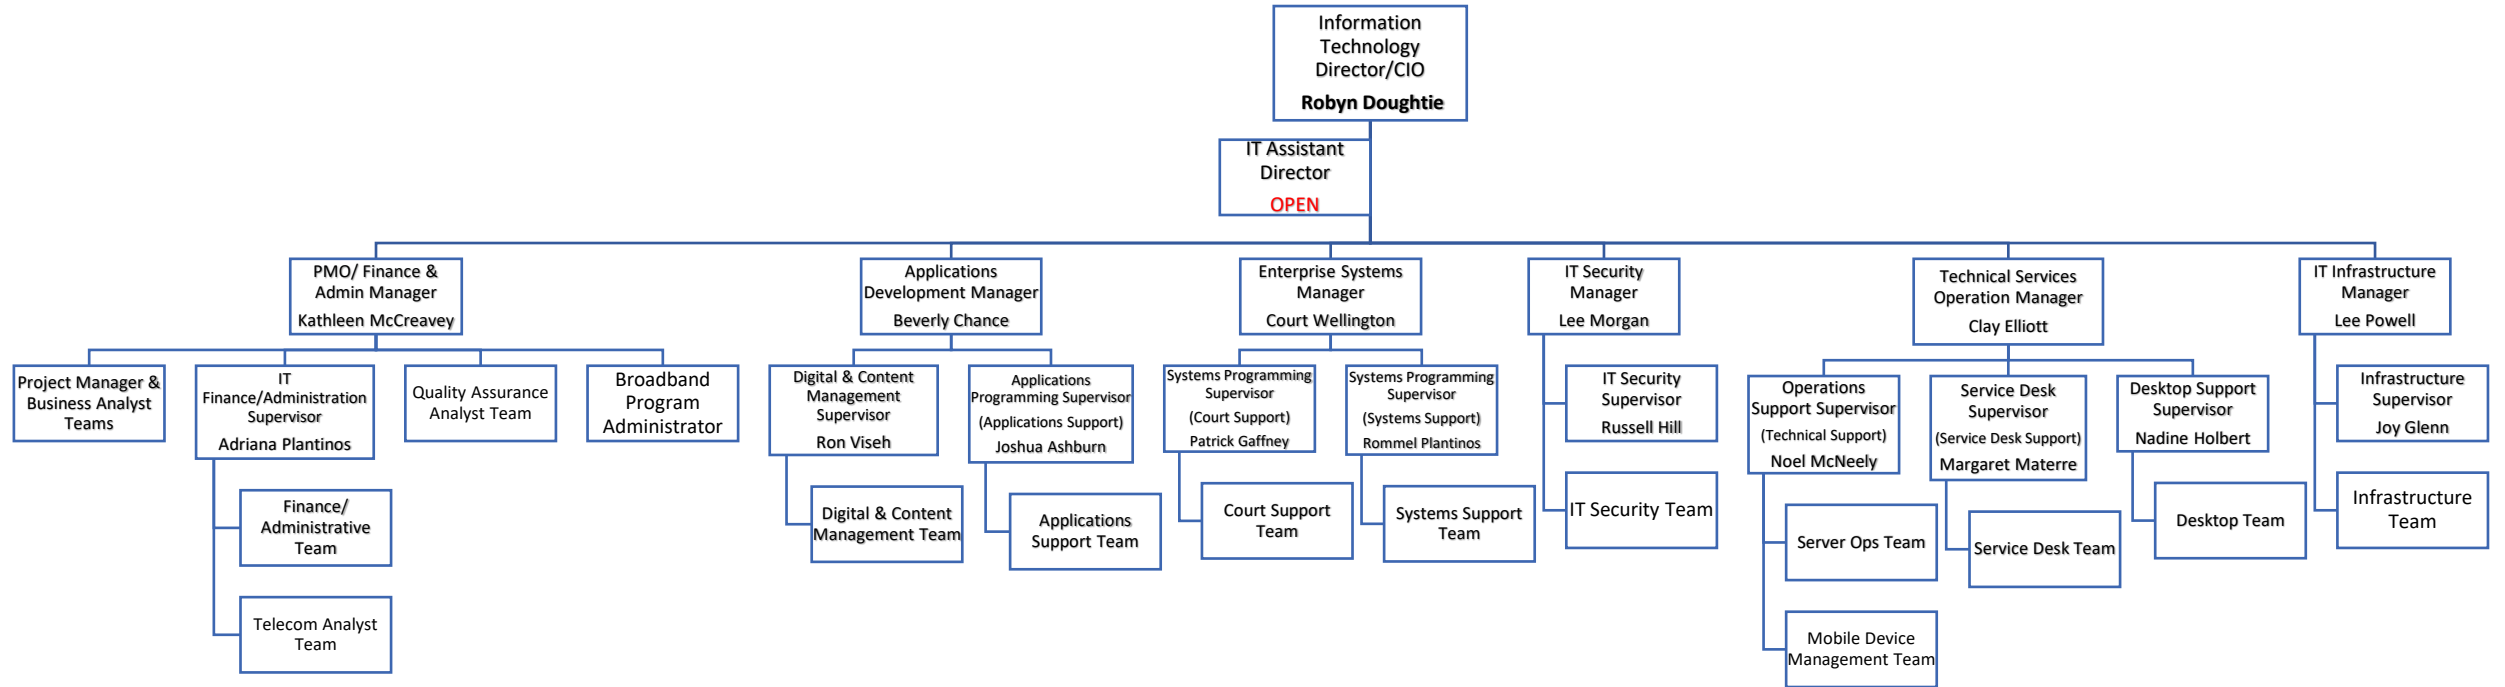 Information
Technology
Director/CIO
Robyn Doughtie
IT Assistant
Director
OPEN
PMO/ Finance &
Admin Manager
Kathleen McCreavey
Applications
Development Manager
Beverly Chance
Enterprise Systems
Manager
Court Wellington
IT Security
Manager
Lee Morgan
Technical Services
Operation Manager
Clay Elliott
IT Infrastructure
Manager
Lee Powell
Project Manager &
Business Analyst
Teams
IT
Finance/Administration
Supervisor
Adriana Plantinos
Quality Assurance
Analyst Team
Broadband
Program
Administrator
Digital & Content
Management
Supervisor
Ron Viseh
Applications
Programming Supervisor
(Applications Support)
Joshua Ashburn
Systems Programming
Supervisor
(Court Support)
Patrick Gaffney
Systems Programming
Supervisor
(Systems Support)
Rommel Plantinos
IT Security
Supervisor
Russell Hill
Operations
Support Supervisor
(Technical Support)
Noel McNeely
Service Desk
Supervisor
(Service Desk Support)
Margaret Materre
Desktop Support
Supervisor
Nadine Holbert
Infrastructure
Supervisor
Joy Glenn
Finance/
Administrative
Team
Telecom Analyst
Team
Digital & Content
Management Team
Applications
Support Team
Court Support
Team
Systems Support
Team
IT Security Team
Server Ops Team
Mobile Device
Management Team
Service Desk Team
Desktop Team
Infrastructure
Team